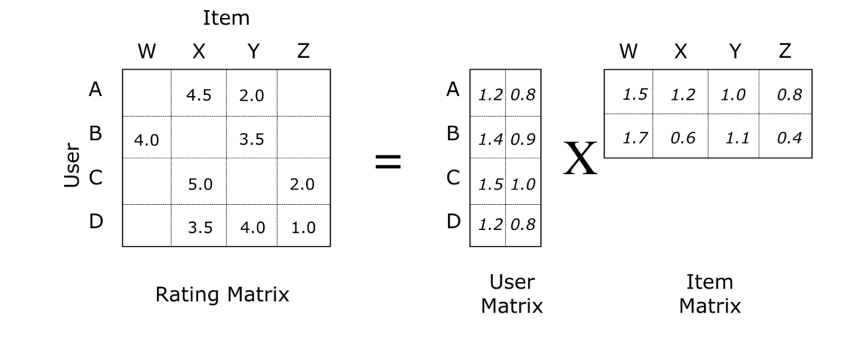 Item
W X Y Z
User
A 4.5 2.0
B 4.0 3.5
C 5.0 2.0
D 3.5 4.0 1.0
Rating Matrix
=
A 1.2 0.8
B 1.4 0.9
C 1.5 1.0
D 1.2 0.8
User
Matrix
X
W X Y Z
1.5 1.2 1.0 0.8
1.7 0.6 1.1 0.4
Item
Matrix